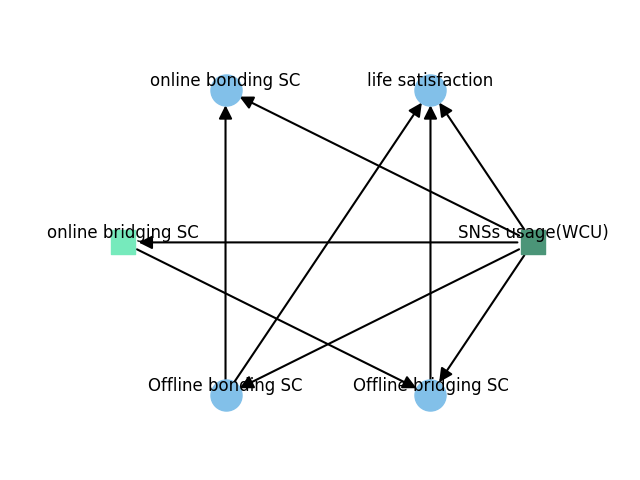 online bonding SC
life satisfaction
online bridging SC
SNSs usage(WCU)
Offline bonding SC
Offline bridging SC